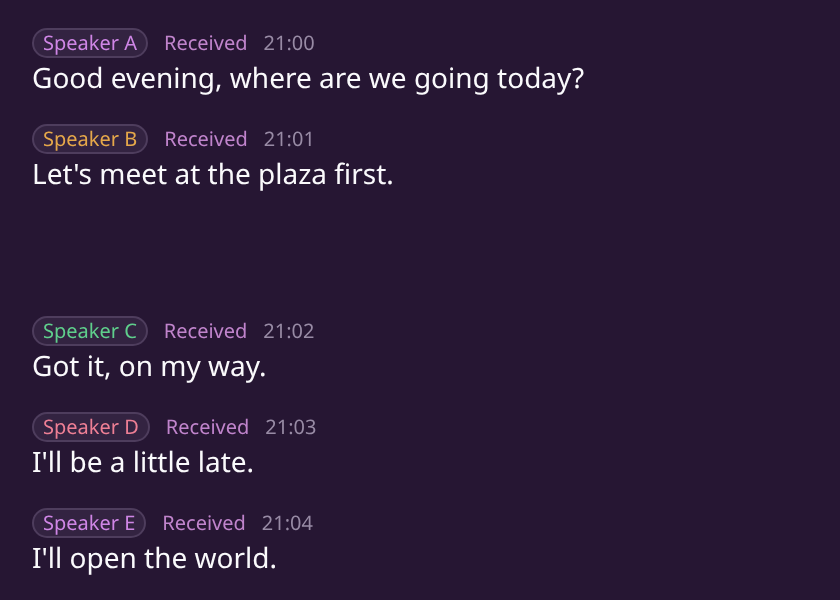 Speaker A Received 21:00
Good evening, where are we going today?
Speaker B Received 21:01
Let's meet at the plaza first.
Speaker C Received 21:02
Got it, on my way.
Speaker D Received 21:03
I'll be a little late.
Speaker E Received 21:04
I'll open the world.